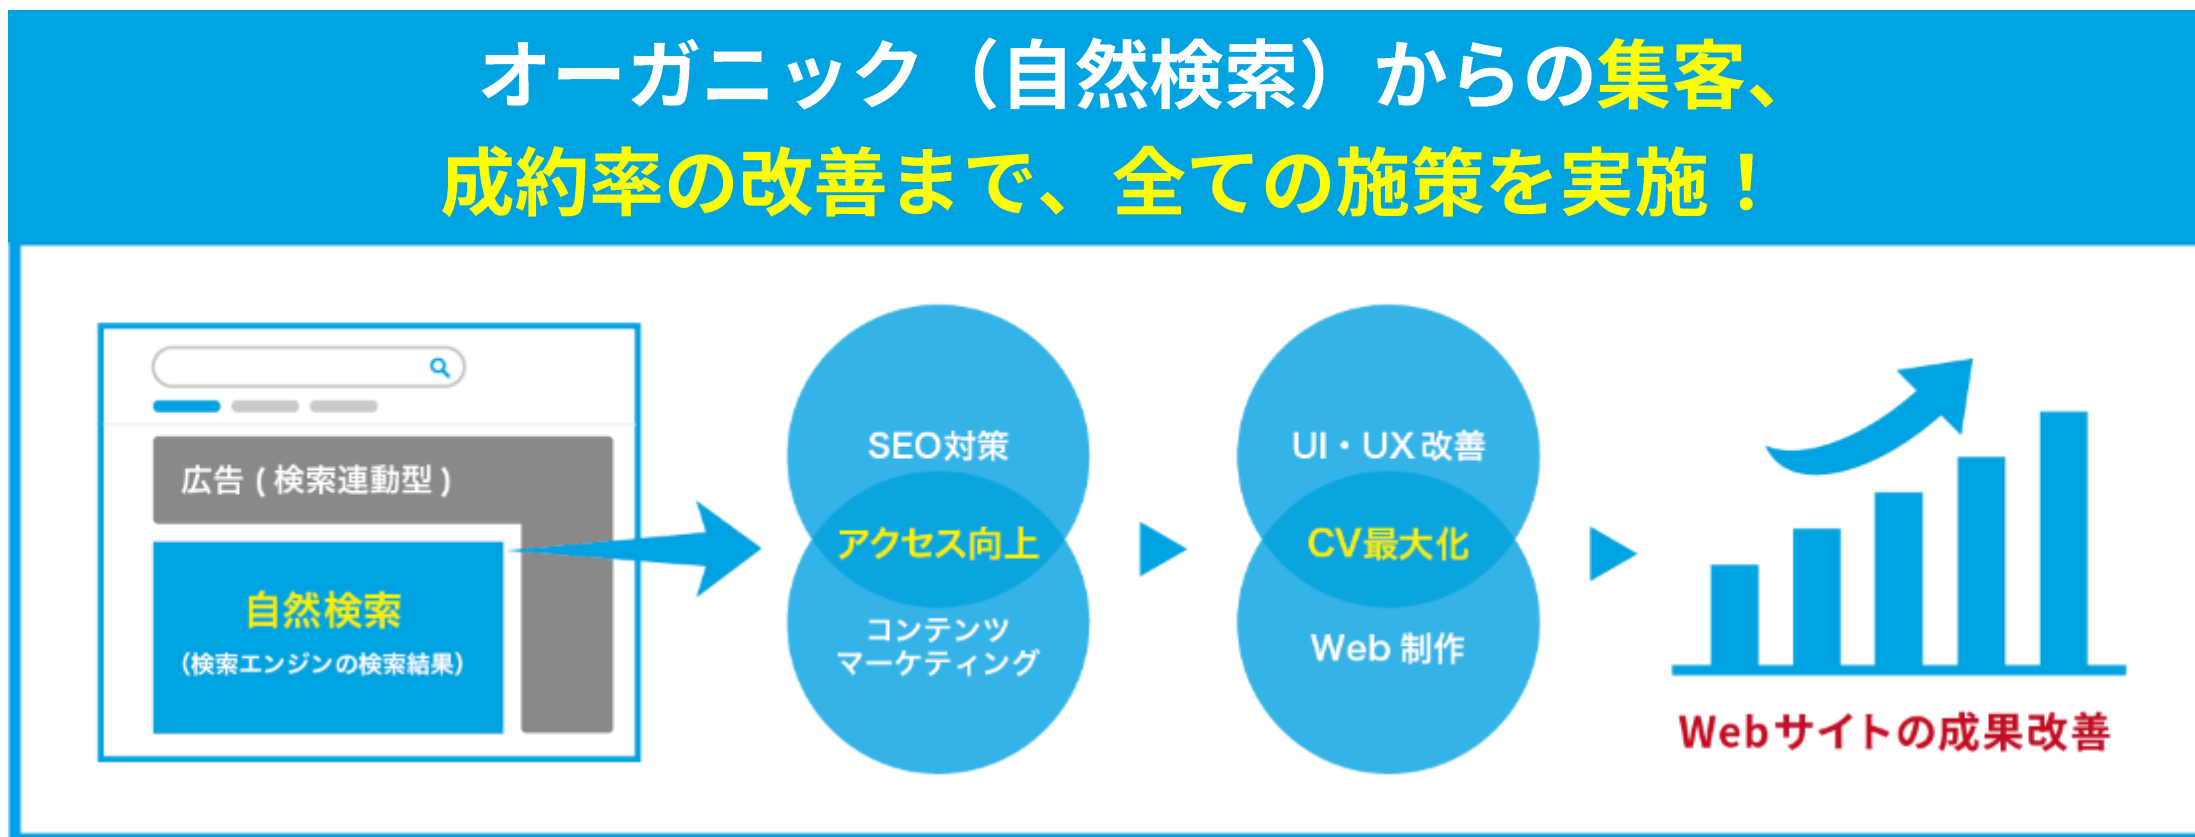 オーガニック（自然検索）からの集客、
成約率の改善まで、全ての施策を実施！
広告 ( 検索連動型 )
自然検索
（検索エンジンの検索結果）
SEO対策
アクセス向上
コンテンツ
マーケティング
UI・UX 改善
CV最大化
Web 制作
Webサイトの成果改善